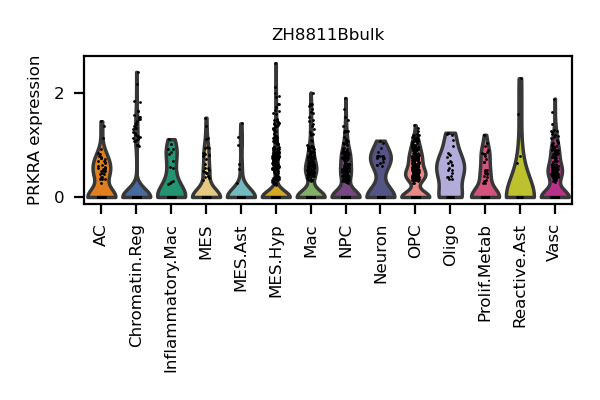 ZH8811Bbulk
PRKRA expression
2
0
AC
Chromatin.Reg
Inflammatory.Mac
MES
MES.Ast
MES.Hyp
Mac
NPC
Neuron
OPC
Oligo
Prolif.Metab
Reactive.Ast
Vasc